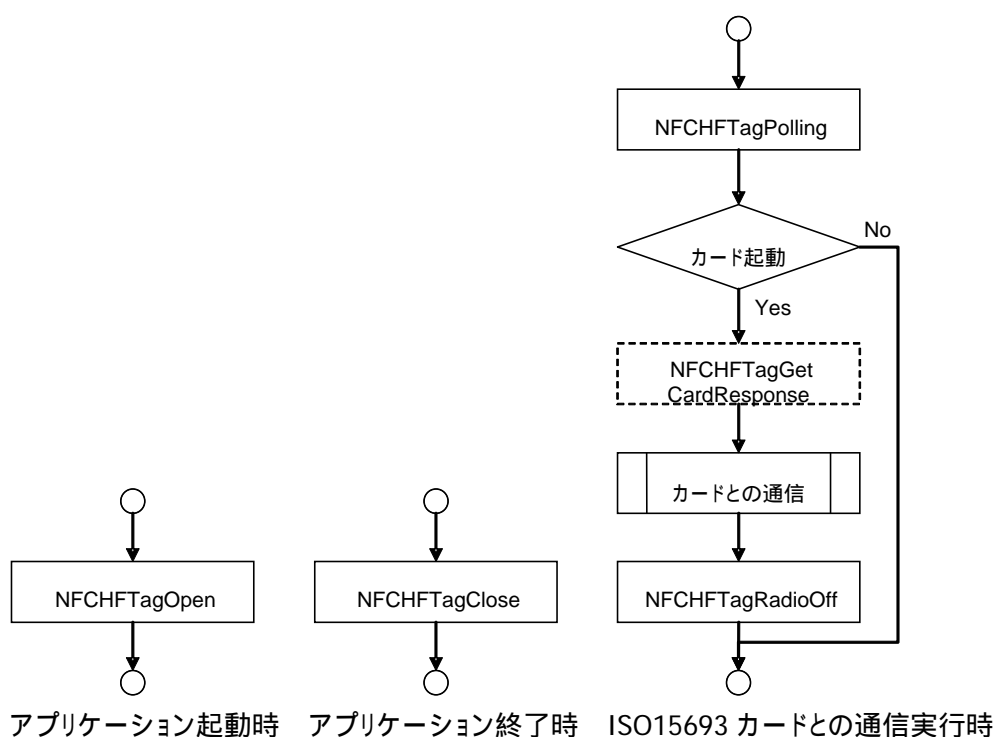 NFCHFTagPolling
カード起動
No
Yes
NFCHFTagGet
CardResponse
カードとの通信
NFCHFTagOpen
NFCHFTagClose
NFCHFTagRadioOff
アプリケーション起動時
アプリケーション終了時
ISO15693 カードとの通信実行時